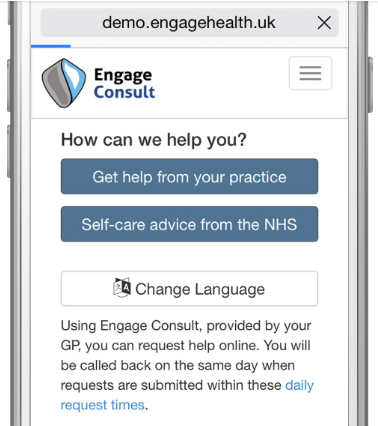 demo.engagehealth.uk
Engage
Consult
How can we help you?
Get help from your practice
Self-care advice from the NHS
Change Language
Using Engage Consult, provided by your
GP, you can request help online. You will
be called back on the same day when
requests are submitted within these daily
request times.